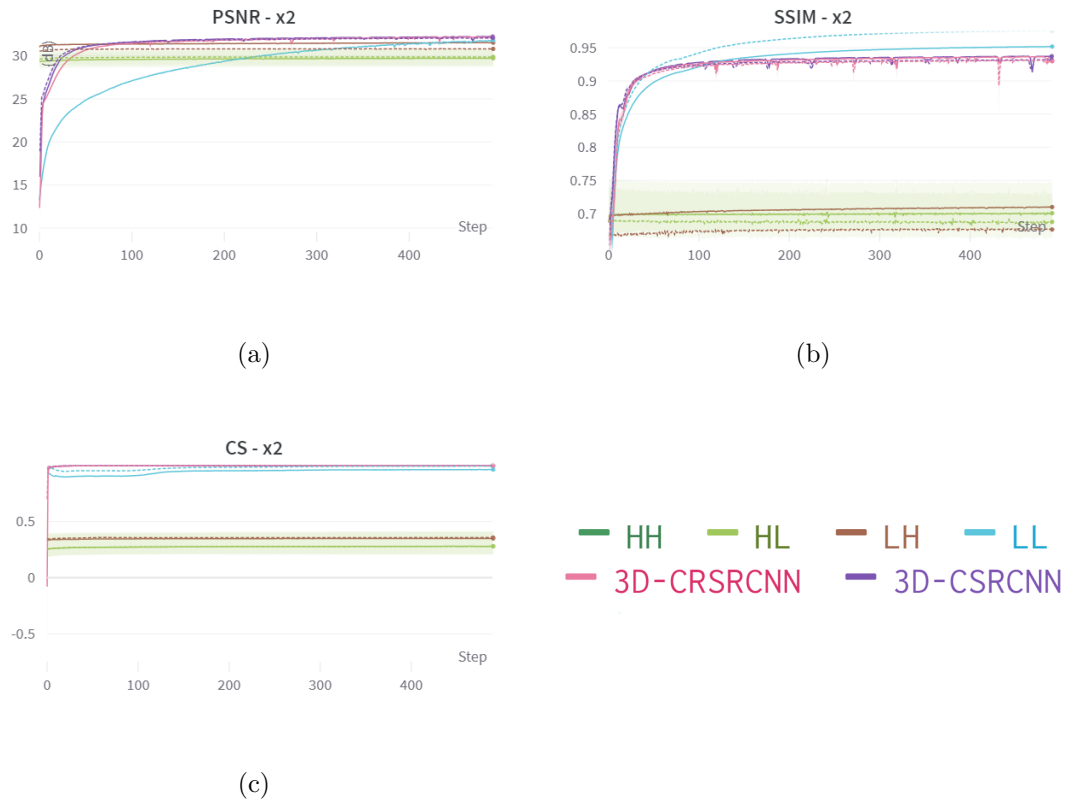 PSNR - x2
(dB)
30
25
20
15
10
Step
0 100 200 300 400
(a)
SSIM - x2
0.95
0.9
0.85
0.8
0.75
0.7
Step
0 100 200 300 400
(b)
CS - x2
0.5
0
-0.5
Step
0 100 200 300 400
(c)
HH HL LH LL
3D-CRSRCNN 3D-CSRCNN